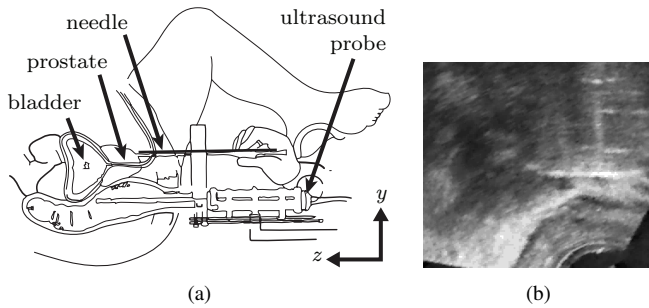 needle
ultrasound
probe
prostate
bladder
y
z
(a)
(b)